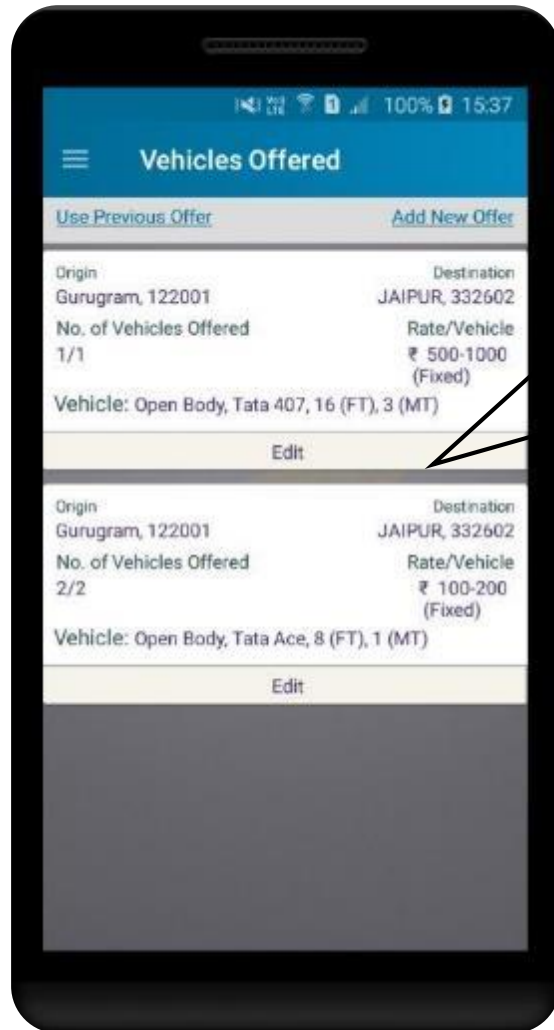 100% 15:37
Vehicles Offered
Use Previous Offer Add New Offer
Origin Destination
Gurugram, 122001 JAIPUR, 332602
No. of Vehicles Offered Rate/Vehicle
1/1 ₹ 500-1000
(Fixed)
Vehicle: Open Body, Tata 407, 16 (FT), 3 (MT)
Edit
Origin Destination
Gurugram, 122001 JAIPUR, 332602
No. of Vehicles Offered Rate/Vehicle
2/2 ₹ 100-200
(Fixed)
Vehicle: Open Body, Tata Ace, 8 (FT), 1 (MT)
Edit